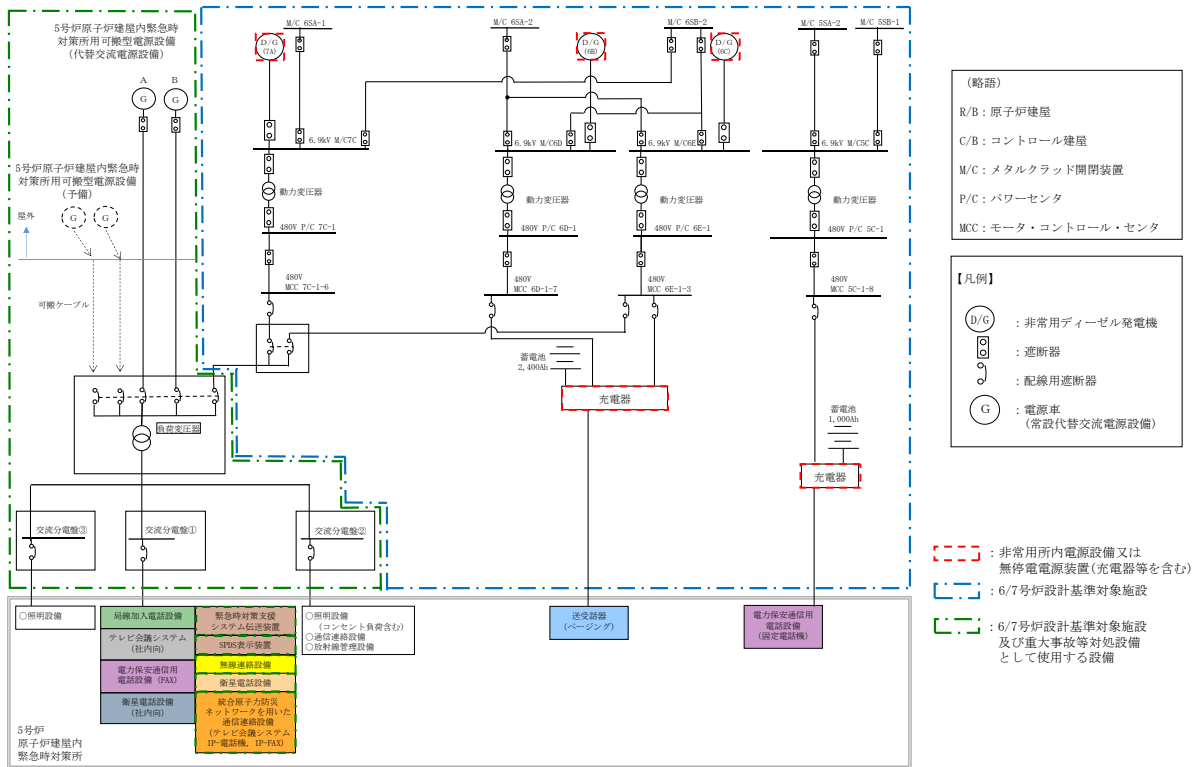 5号炉原子炉建屋内緊急時
対策所用可搬型電源設備
(代替交流電源設備)
A
B
G
G
5号炉原子炉建屋内緊急時
対策所用可搬型電源設備
(予備)
屋外
G
G
可搬ケーブル
負荷変圧器
交流分電盤③
交流分電盤①
交流分電盤②
M/C 6SA-1
D/G
(7A)
6.9kV M/C7C
動力変圧器
480V P/C 7C-1
480V
MCC 7C-1-6
M/C 6SA-2
D/G
(6B)
M/C 6SB-2
D/G
(6C)
6.9kV M/C6D
6.9kV M/C6E
動力変圧器
動力変圧器
480V P/C 6D-1
480V P/C 6E-1
480V
MCC 6D-1-7
480V
MCC 6E-1-3
蓄電池
2,400Ah
充電器
M/C 5SA-2
M/C 5SB-1
6.9kV M/C5C
動力変圧器
480V P/C 5C-1
480V
MCC 5C-1-8
蓄電池
1,000Ah
充電器
(略語)
R/B：原子炉建屋
C/B：コントロール建屋
M/C：メタルクラッド開閉装置
P/C：パワーセンタ
MCC：モータ・コントロール・センタ
【凡例】
D/G
：非常用ディーゼル発電機
：遮断器
：配線用遮断器
G
：電源車
(常設代替交流電源設備)
：非常用所内電源設備又は
無停電電源装置(充電器等を含む)
：6/7号炉設計基準対象施設
：6/7号炉設計基準対象施設
及び重大事故等対処設備
として使用する設備
○照明設備
局線加入電話設備
テレビ会議システム
(社内向)
電力保安通信用
電話設備(FAX)
衛星電話設備
(社内向)
緊急時対策支援
システム伝送装置
SPDS表示装置
無線連絡設備
衛星電話設備
統合原子力防災
ネットワークを用いた
通信連絡設備
(テレビ会議システム
IP-電話機，IP-FAX)
○照明設備
(コンセント負荷含む)
○通信連絡設備
○放射線管理設備
送受話器
(ページング)
電力保安通信用
電話設備
(固定電話機)
5号炉
原子炉建屋内
緊急時対策所